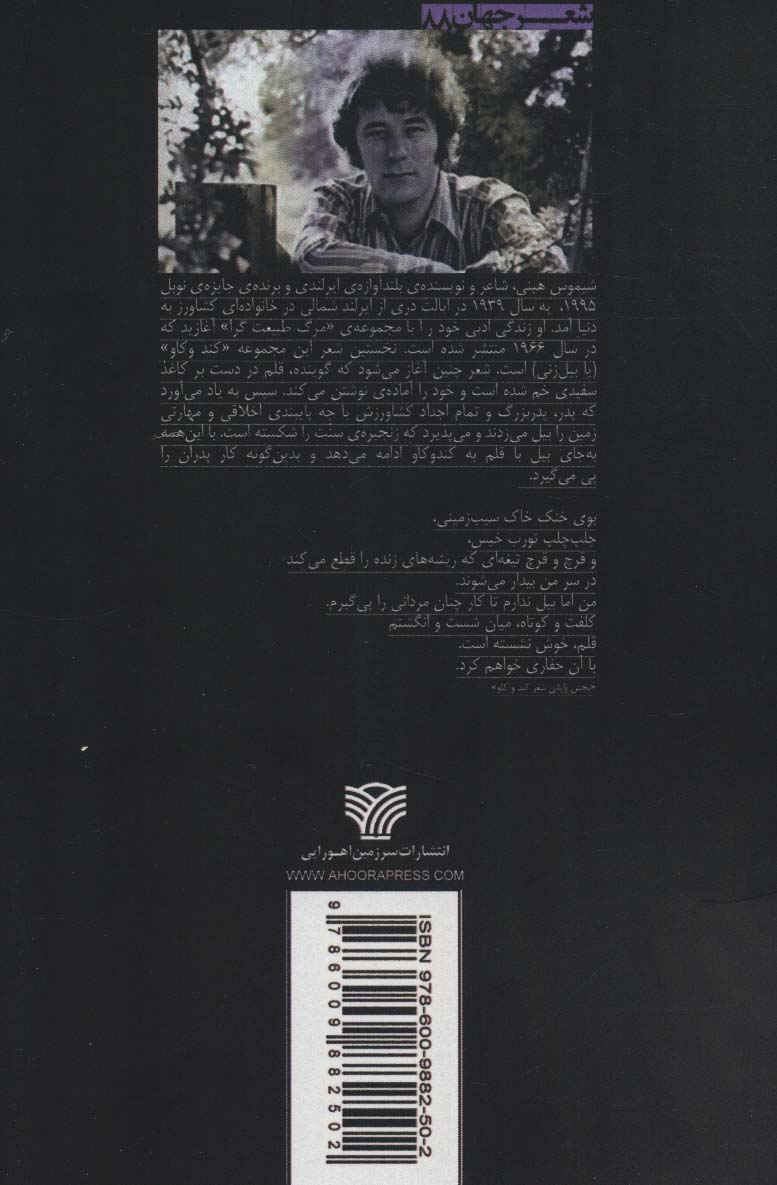 شعر جهان ۸۸
شیموس هینی، شاعر و نویسنده‌ی بلندآوازه‌ی ایرلندی و برنده‌ی جایزه‌ی نوبل
۱۹۹۵، به سال ۱۹۳۹ در ایالت دری از ایرلند شمالی در خانواده‌ای کشاورز به
دنیا آمد. او زندگی ادبی خود را با مجموعه‌ی «مرگ طبیعت گرا» آغازید که
در سال ۱۹۶۶ منتشر شده است. نخستین شعر این مجموعه «کند وکاو»
(یا بیل‌زنی) است. شعر چنین آغاز می‌شود که گوینده، قلم در دست بر کاغذ
سفیدی خم شده است و خود را آماده‌ی نوشتن می‌کند. سپس به یاد می‌آورد
که پدر، پدربزرگ و تمام اجداد کشاورزش با چه پایبندی اخلاقی و مهارتی
زمین را بیل می‌زدند و می‌پذیرد که زنجیره‌ی سنّت را شکسته است. با این‌همه
به‌جای بیل با قلم به کندوکاو ادامه می‌دهد و بدین‌گونه کار پدران را
پی می‌گیرد.
بوی خنک خاک سیب‌زمینی،
چلپ‌چلپ تورب خیس،
و قرچ و قرچ تیغه‌ای که ریشه‌های زنده را قطع می‌کند
در سر من بیدار می‌شوند.
من اما بیل ندارم تا کار چنان مردانی را پی‌گیرم.
کلفت و کوتاه، میان شست و انگشتم
قلم، خوش نشسته است.
با آن حفاری خواهم کرد.
«بخش پایانی شعر کند و کاو»
انتشارات سرزمین اهورایی
WWW.AHOORAPRESS.COM
ISBN 978-600-9882-50-2
9 786009 882502